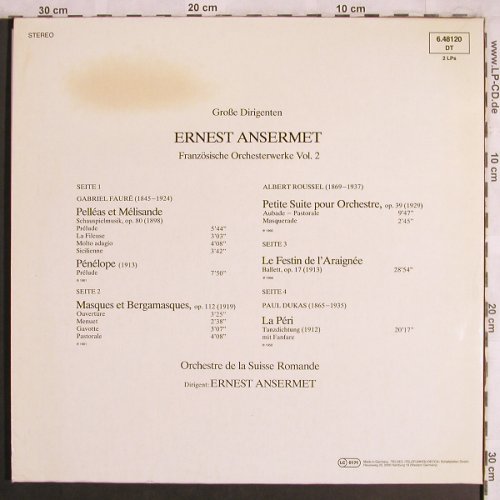 30 cm
20 cm
10 cm
STEREO
6.48120
DT
2 LPs
www.LP-CD.de
10 cm
20 cm
30 cm
Große Dirigenten
ERNEST ANSERMET
Französische Orchesterwerke Vol. 2
SEITE 1
GABRIEL FAURÉ (1845–1924)
Pelléas et Mélisande
Schauspielmusik, op. 80 (1898)
Prélude 5'44"
La Fileuse 3'03"
Molto adagio 4'08"
Sicilienne 3'42"
Pénélope (1913)
Prélude 7'50"
℗ 1961
SEITE 2
Masques et Bergamasques, op. 112 (1919)
Ouverture 3'25"
Menuet 2'38"
Gavotte 3'07"
Pastorale 4'08"
℗ 1961
ALBERT ROUSSEL (1869–1937)
Petite Suite pour Orchestre, op. 39 (1929)
Aubade – Pastorale 9'47"
Masquerade 2'45"
SEITE 3
Le Festin de l'Araignée
Ballett, op. 17 (1913) 28'54"
SEITE 4
PAUL DUKAS (1865–1935)
La Péri
Tanzdichtung (1912) 20'17"
mit Fanfare
Orchestre de la Suisse Romande
Dirigent: ERNEST ANSERMET
LC 0171